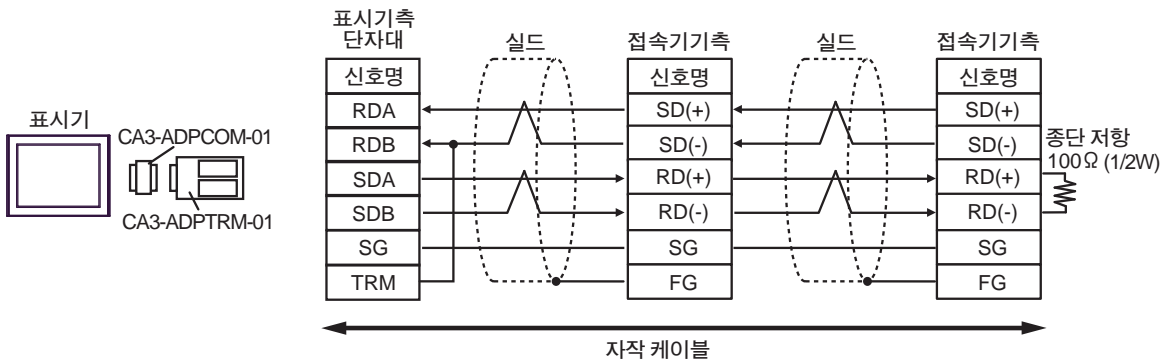 표시기
CA3-ADPCOM-01
CA3-ADPTRM-01
표시기측
단자대
신호명
RDA
RDB
SDA
SDB
SG
TRM
실드
접속기기측
신호명
SD(+)
SD(-)
RD(+)
RD(-)
SG
FG
실드
접속기기측
신호명
SD(+)
SD(-)
RD(+)
RD(-)
SG
FG
종단 저항
100Ω (1/2W)
자작 케이블